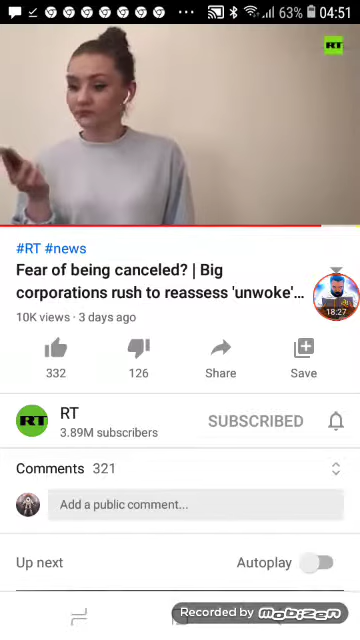 63% 04:51
RT
#RT #news
Fear of being canceled? | Big
corporations rush to reassess 'unwoke'...
10K views · 3 days ago
18:27
332 126 Share Save
RT
RT
3.89M subscribers
SUBSCRIBED
Comments 321
Add a public comment...
Up next Autoplay
Recorded by mobizen